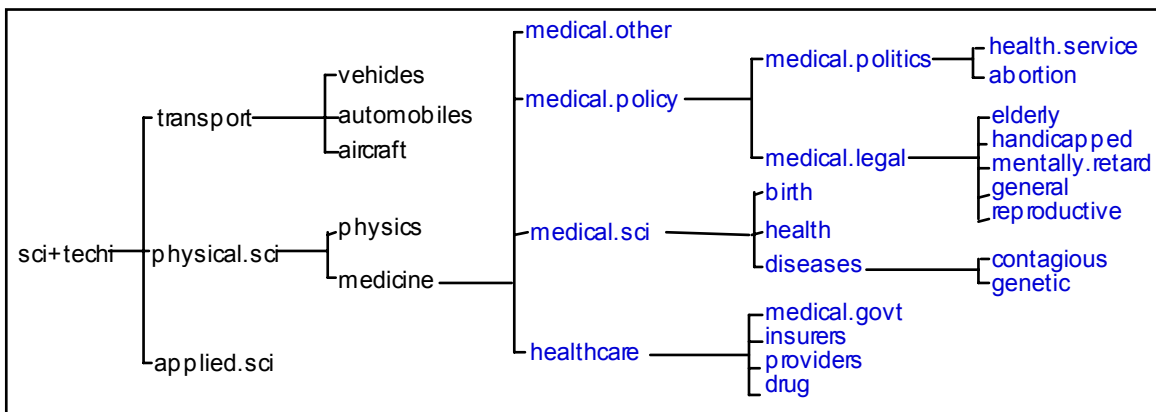 sci+techi
transport
vehicles
automobiles
aircraft
physical.sci
physics
medicine
medical.other
medical.policy
medical.politics
health.service
abortion
medical.legal
elderly
handicapped
mentally.retard
general
reproductive
medical.sci
birth
health
diseases
contagious
genetic
healthcare
medical.govt
insurers
providers
drug
applied.sci